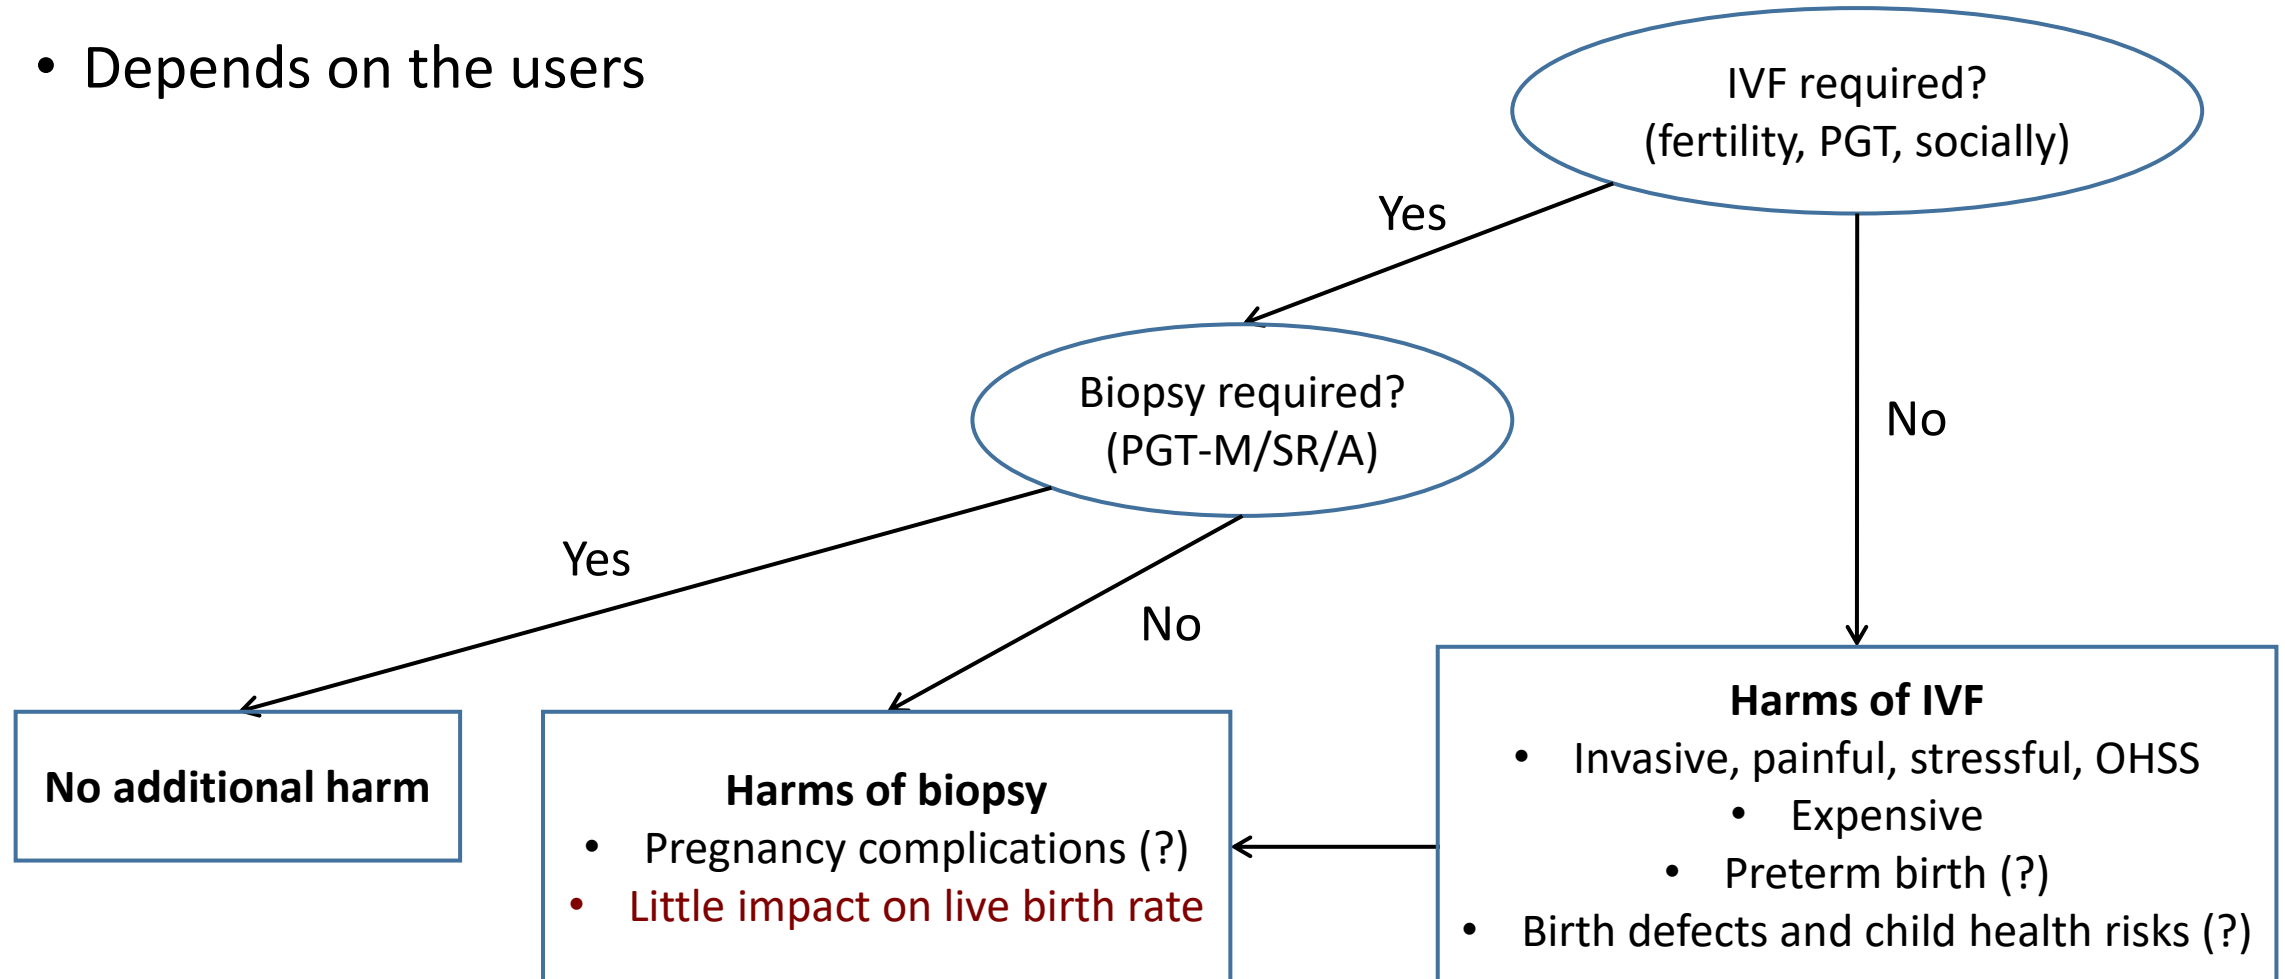 • Depends on the users
IVF required?
(fertility, PGT, socially)
Yes
No
Biopsy required?
(PGT-M/SR/A)
Yes
No
No additional harm
Harms of biopsy
• Pregnancy complications (?)
• Little impact on live birth rate
Harms of IVF
• Invasive, painful, stressful, OHSS
• Expensive
• Preterm birth (?)
• Birth defects and child health risks (?)